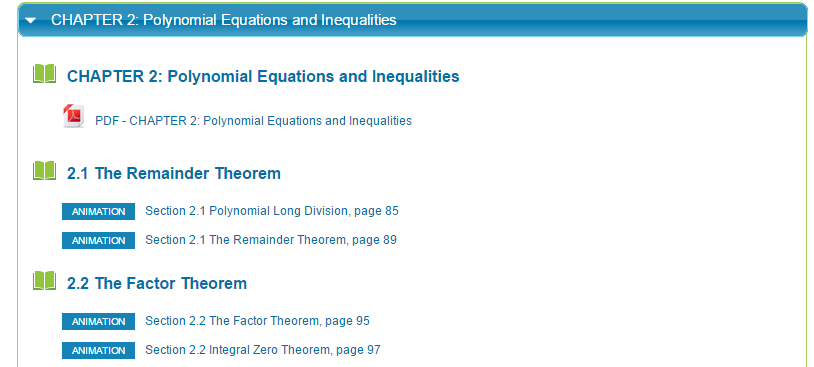 CHAPTER 2: Polynomial Equations and Inequalities
CHAPTER 2: Polynomial Equations and Inequalities
PDF - CHAPTER 2: Polynomial Equations and Inequalities
2.1 The Remainder Theorem
ANIMATION Section 2.1 Polynomial Long Division, page 85
ANIMATION Section 2.1 The Remainder Theorem, page 89
2.2 The Factor Theorem
ANIMATION Section 2.2 The Factor Theorem, page 95
ANIMATION Section 2.2 Integral Zero Theorem, page 97